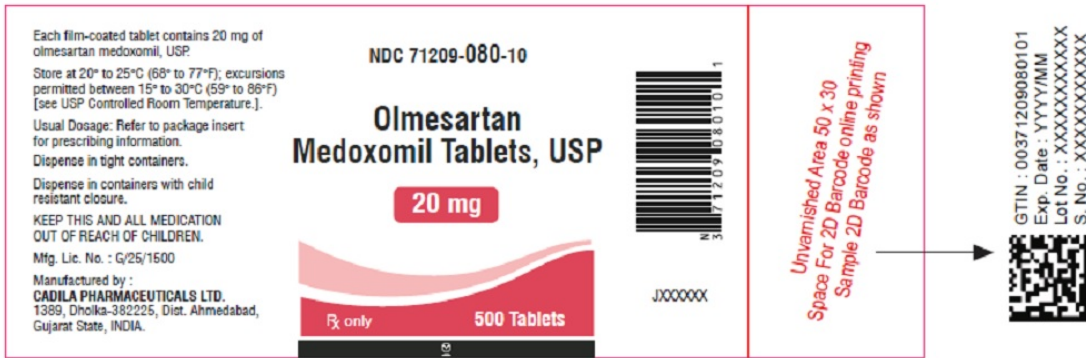 Each film-coated tablet contains 20 mg of
olmesartan medoxomil, USP.
Store at 20° to 25°C (68° to 77°F); excursions
permitted between 15° to 30°C (59° to 86°F)
[see USP Controlled Room Temperature.].
Usual Dosage: Refer to package insert
for prescribing information.
Dispense in tight containers.
Dispense in containers with child
resistant closure.
KEEP THIS AND ALL MEDICATION
OUT OF REACH OF CHILDREN.
Mfg. Lic. No. : G/25/1500
Manufactured by :
CADILA PHARMACEUTICALS LTD.
1389, Dholka-382225, Dist. Ahmedabad,
Gujarat State, INDIA.
NDC 71209-080-10
Olmesartan
Medoxomil Tablets, USP
20 mg
Rx only
500 Tablets
N
3 71209 08010 1
JXXXXXX
Unvarnished Area 50 x 30
Space For 2D Barcode online printing
Sample 2D Barcode as shown
GTIN : 00371209080101
Exp. Date : YYYY/MM
Lot No. : XXXXXXXXXX
S. No. : XXXXXXXXXXX